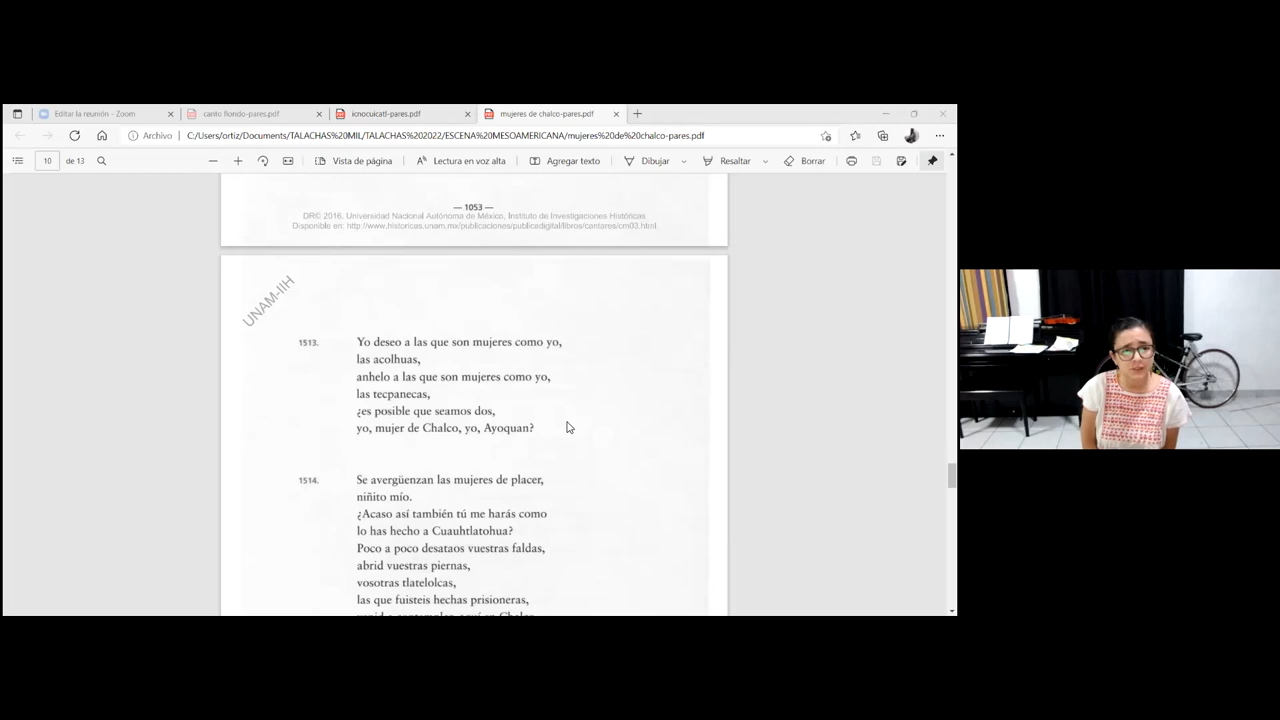 Editar la reunión - Zoom
canto florido-pares.pdf
icnocuicatl-pares.pdf
mujeres de chalco-pares.pdf
Archivo
C:/Users/ortiz/Documents/TALACHAS%20MIL/TALACHAS%202022/ESCENA%20MESOAMERICANA/mujeres%20de%20chalco-pares.pdf
10 de 13
Vista de página
Lectura en voz alta
Agregar texto
Dibujar
Resaltar
Borrar
— 1053 —
DR© 2016. Universidad Nacional Autónoma de México, Instituto de Investigaciones Históricas
Disponible en: http://www.historicas.unam.mx/publicaciones/publicadigital/libros/cantares/cm03.html
UNAM-IIH
1513. Yo deseo a las que son mujeres como yo,
las acolhuas,
anhelo a las que son mujeres como yo,
las tecpanecas,
¿es posible que seamos dos,
yo, mujer de Chalco, yo, Ayoquan?
1514. Se avergüenzan las mujeres de placer,
niñito mío.
¿Acaso así también tú me harás como
lo has hecho a Cuauhtlatohua?
Poco a poco desataos vuestras faldas,
abrid vuestras piernas,
vosotras tlatelolcas,
las que fuisteis hechas prisioneras,